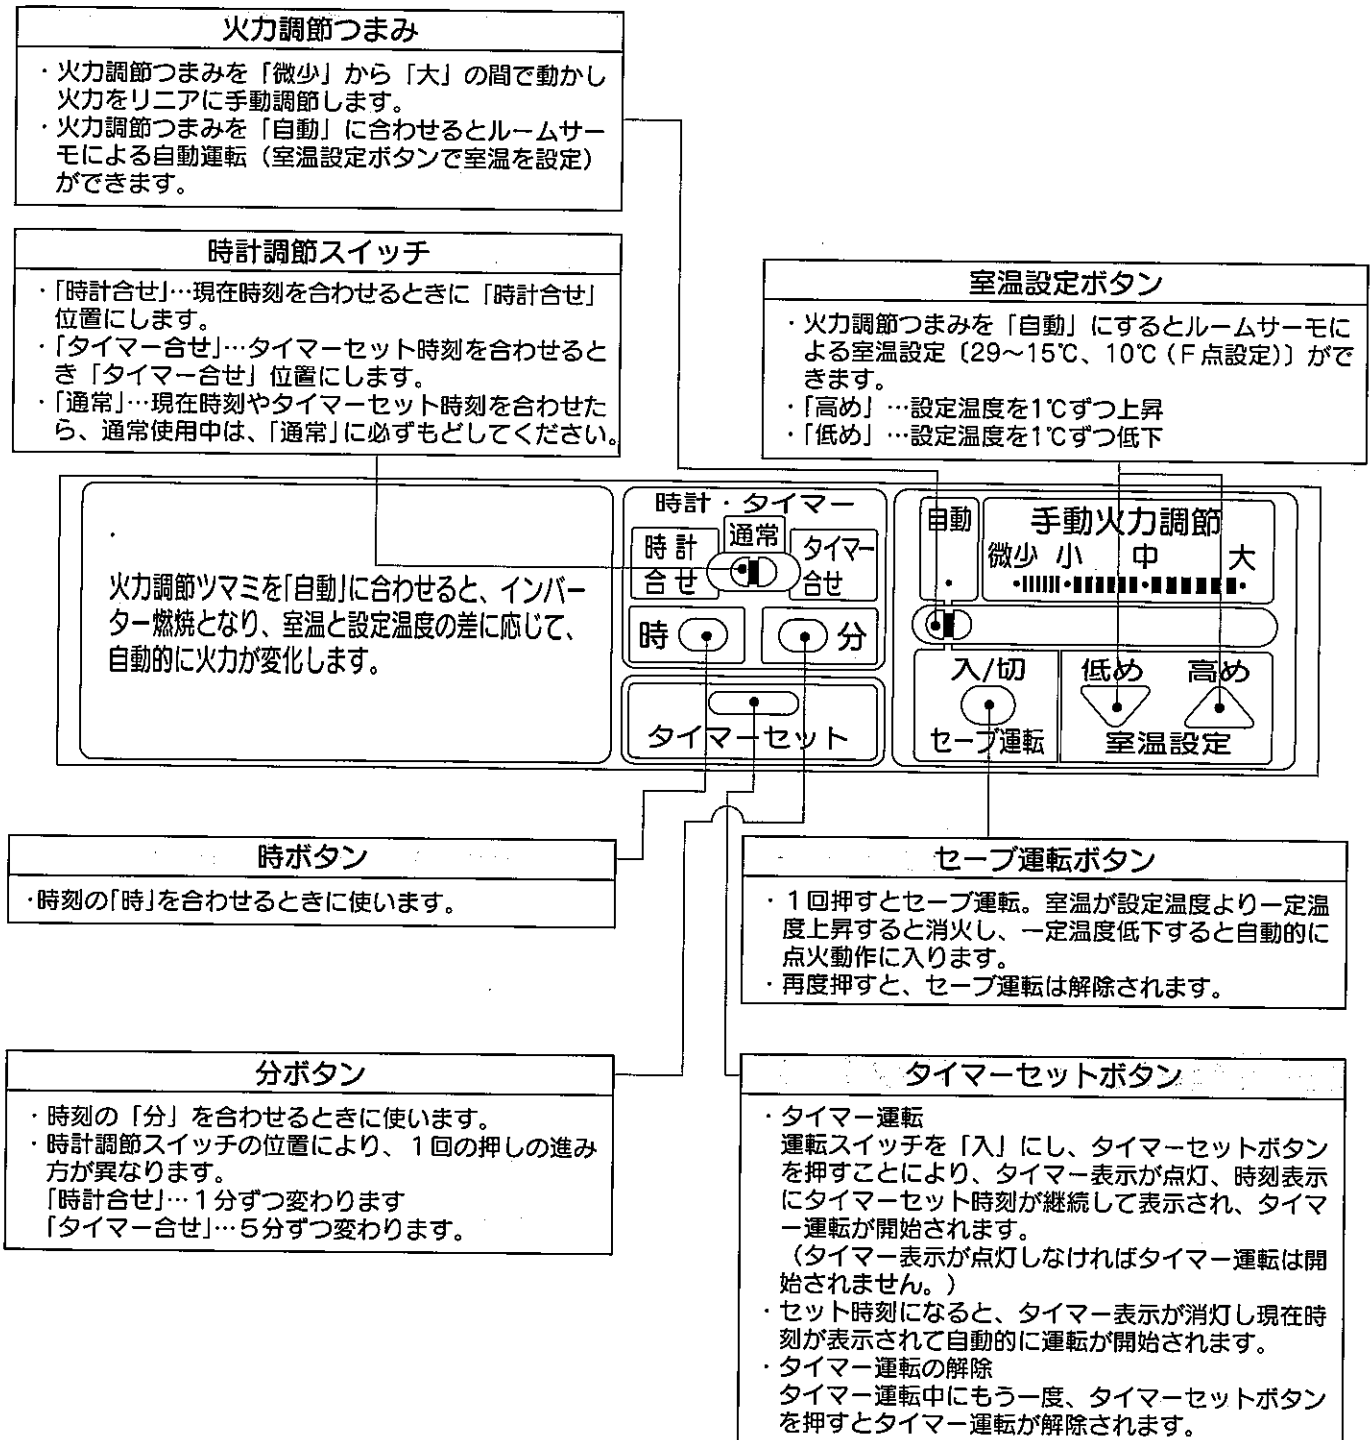 火力調節つまみ
・火力調節つまみを「微少」から「大」の間で動かし
火力をリニアに手動調節します。
・火力調節つまみを「自動」に合わせるとルームサー
モによる自動運転（室温設定ボタンで室温を設定）
ができます。
時計調節スイッチ
・「時計合せ」…現在時刻を合わせるときに「時計合せ」
位置にします。
・「タイマー合せ」…タイマーセット時刻を合わせると
き「タイマー合せ」位置にします。
・「通常」…現在時刻やタイマーセット時刻を合わせた
ら、通常使用中は、「通常」に必ずもどしてください。
室温設定ボタン
・火力調節つまみを「自動」にするとルームサーモに
よる室温設定〔29～15℃、10℃（F点設定）〕がで
きます。
・「高め」…設定温度を1℃ずつ上昇
・「低め」…設定温度を1℃ずつ低下
火力調節ツマミを「自動」に合わせると、インバー
ター燃焼となり、室温と設定温度の差に応じて、
自動的に火力が変化します。
時計・タイマー
時計
合せ
通常
タイマー
合せ
時
分
タイマーセット
自動
手動火力調節
微少 小 中 大
入/切
セーブ運転
低め 高め
室温設定
時ボタン
・時刻の「時」を合わせるときに使います。
セーブ運転ボタン
・１回押すとセーブ運転。室温が設定温度より一定温
度上昇すると消火し、一定温度低下すると自動的に
点火動作に入ります。
・再度押すと、セーブ運転は解除されます。
分ボタン
・時刻の「分」を合わせるときに使います。
・時計調節スイッチの位置により、１回の押しの進み
方が異なります。
「時計合せ」…１分ずつ変わります
「タイマー合せ」…５分ずつ変わります。
タイマーセットボタン
・タイマー運転
運転スイッチを「入」にし、タイマーセットボタン
を押すことにより、タイマー表示が点灯、時刻表示
にタイマーセット時刻が継続して表示され、タイマ
ー運転が開始されます。
（タイマー表示が点灯しなければタイマー運転は開
始されません。）
・セット時刻になると、タイマー表示が消灯し現在時
刻が表示されて自動的に運転が開始されます。
・タイマー運転の解除
タイマー運転中にもう一度、タイマーセットボタン
を押すとタイマー運転が解除されます。